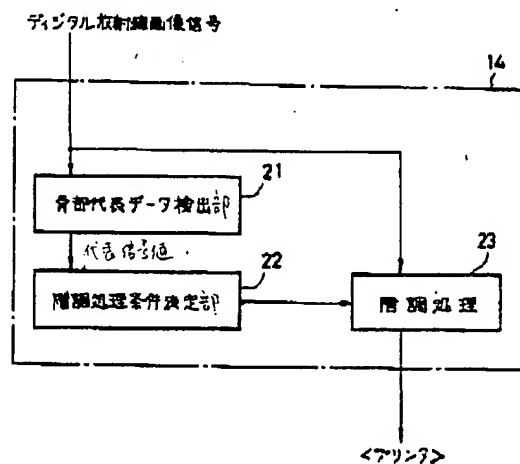 ディジタル放射線画像信号
14
21
骨部代表データ検出部
代表信号値
22
階調処理条件決定部
23
階調処理
<プリンタ>